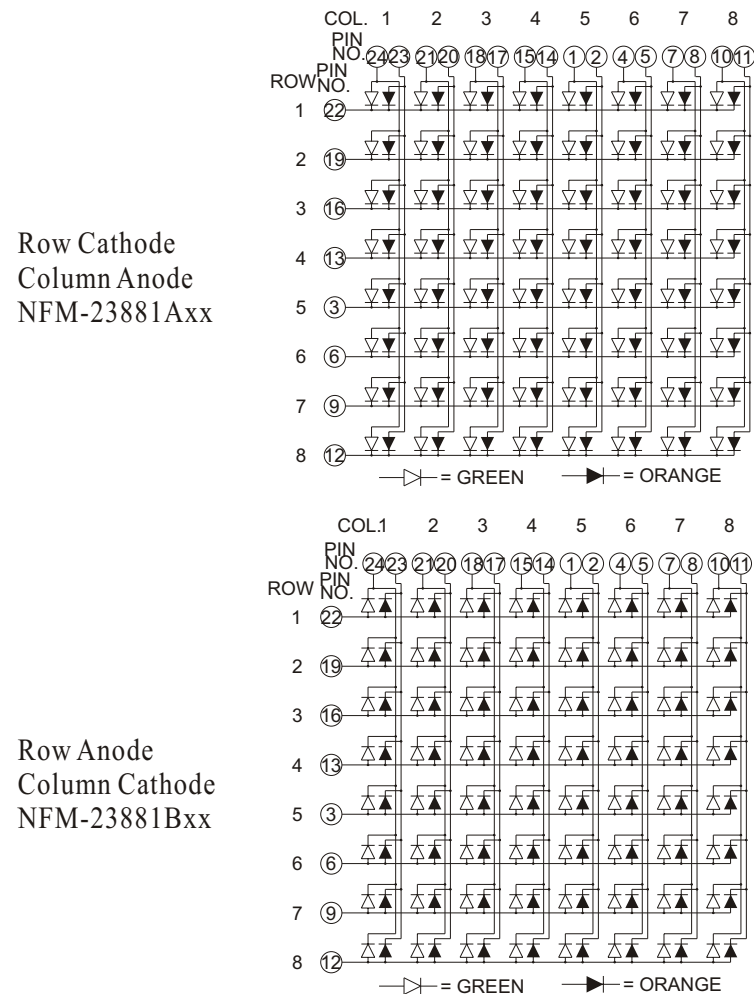 COL. 1 2 3 4 5 6 7 8
PIN
NO. 24 23 21 20 18 17 15 14 1 2 4 5 7 8 10 11
PIN
ROW NO.
1 22
2 19
3 16
Row Cathode
4 13
Column Anode
NFM-23881Axx
5 3
6 6
7 9
8 12
= GREEN = ORANGE
COL. 1 2 3 4 5 6 7 8
PIN
NO. 24 23 21 20 18 17 15 14 1 2 4 5 7 8 10 11
PIN
ROW NO.
1 22
2 19
3 16
Row Anode
4 13
Column Cathode
NFM-23881Bxx
5 3
6 6
7 9
8 12
= GREEN = ORANGE